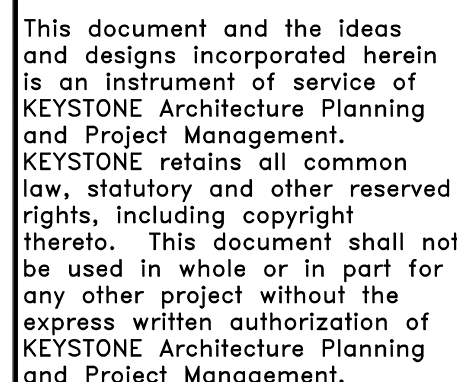 This document and the ideas
and designs incorporated herein
is an instrument of service of
KEYSTONE Architecture Planning
and Project Management.
KEYSTONE retains all common
law, statutory and other reserved
rights, including copyright
thereto. This document shall not
be used in whole or in part for
any other project without the
express written authorization of
KEYSTONE Architecture Planning
and Project Management.